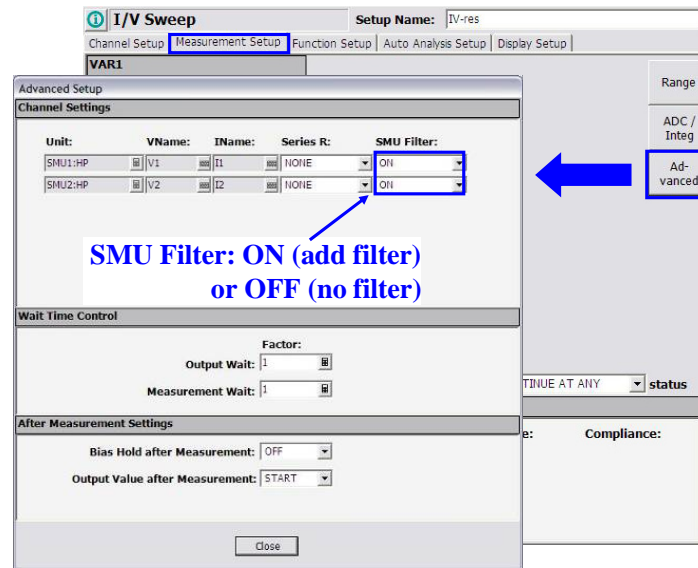 I/V Sweep Setup Name: IV-res
Channel Setup Measurement Setup Function Setup Auto Analysis Setup Display Setup
VAR1
Range
ADC /
Integ
Ad-
vanced
Advanced Setup
Channel Settings
Unit: VName: IName: Series R: SMU Filter:
SMU1:HP V1 I1 NONE ON
SMU2:HP V2 I2 NONE ON
SMU Filter: ON (add filter)
or OFF (no filter)
Wait Time Control
Factor:
Output Wait: 1
Measurement Wait: 1
TINUE AT ANY status
After Measurement Settings
e: Compliance:
Bias Hold after Measurement: OFF
Output Value after Measurement: START
Close